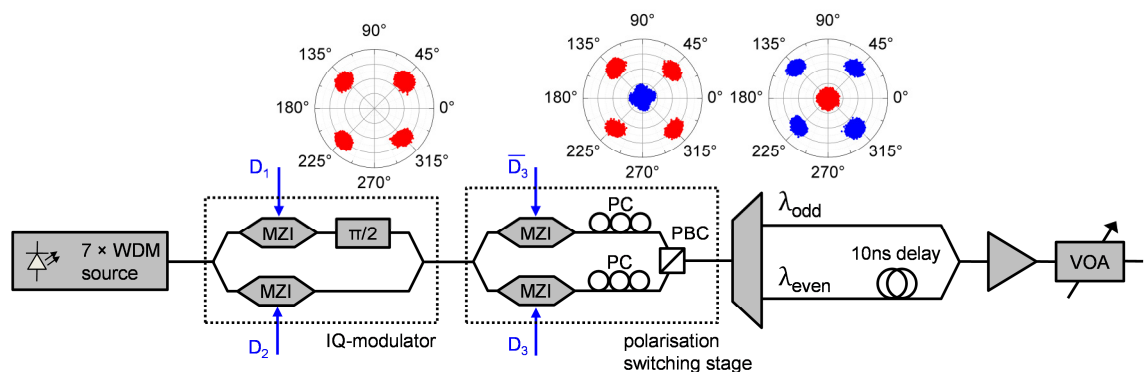 90°
135°
45°
180°
0°
225°
315°
270°
90°
135°
45°
180°
0°
225°
315°
270°
90°
135°
45°
180°
0°
225°
315°
270°
D1
D̅3
PC
PBC
λodd
7 × WDM
source
MZI
π/2
MZI
10ns delay
VOA
PC
MZI
MZI
λeven
D2
IQ-modulator
D3
polarisation
switching stage